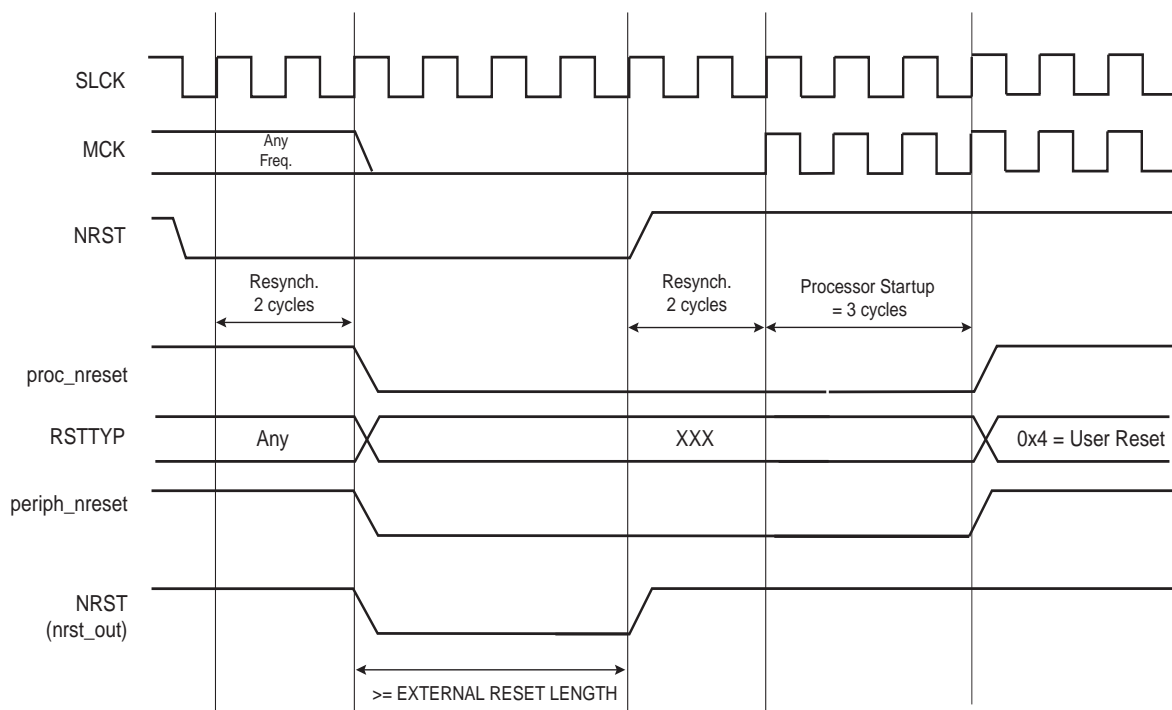 SLCK
MCK
Any
Freq.
NRST
Resynch.
2 cycles
Resynch.
2 cycles
Processor Startup
= 3 cycles
proc_nreset
RSTTYP
Any
XXX
0x4 = User Reset
periph_nreset
NRST
(nrst_out)
>= EXTERNAL RESET LENGTH